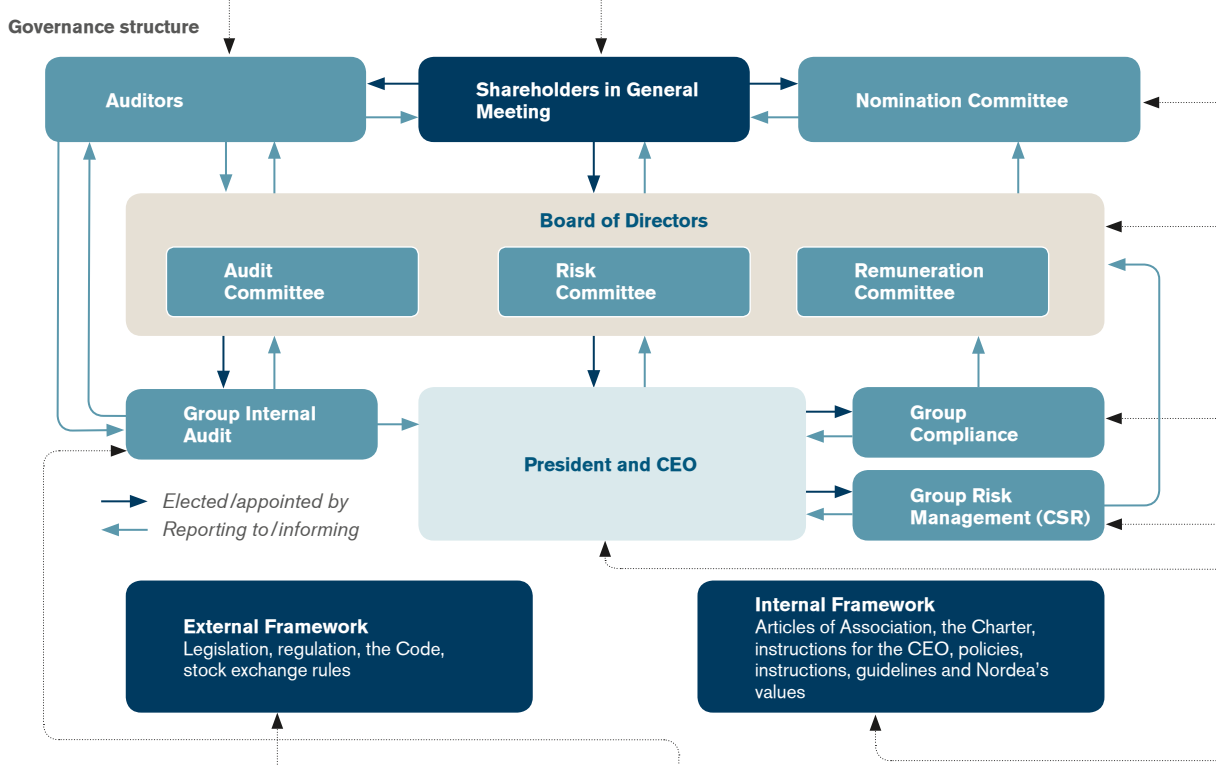 Governance structure
Auditors
Shareholders in General
Meeting
Nomination Committee
Board of Directors
Audit
Committee
Risk
Committee
Remuneration
Committee
Group Internal
Audit
President and CEO
Group
Compliance
Group Risk
Management (CSR)
Elected/appointed by
Reporting to/informing
External Framework
Legislation, regulation, the Code,
stock exchange rules
Internal Framework
Articles of Association, the Charter,
instructions for the CEO, policies,
instructions, guidelines and Nordea’s
values